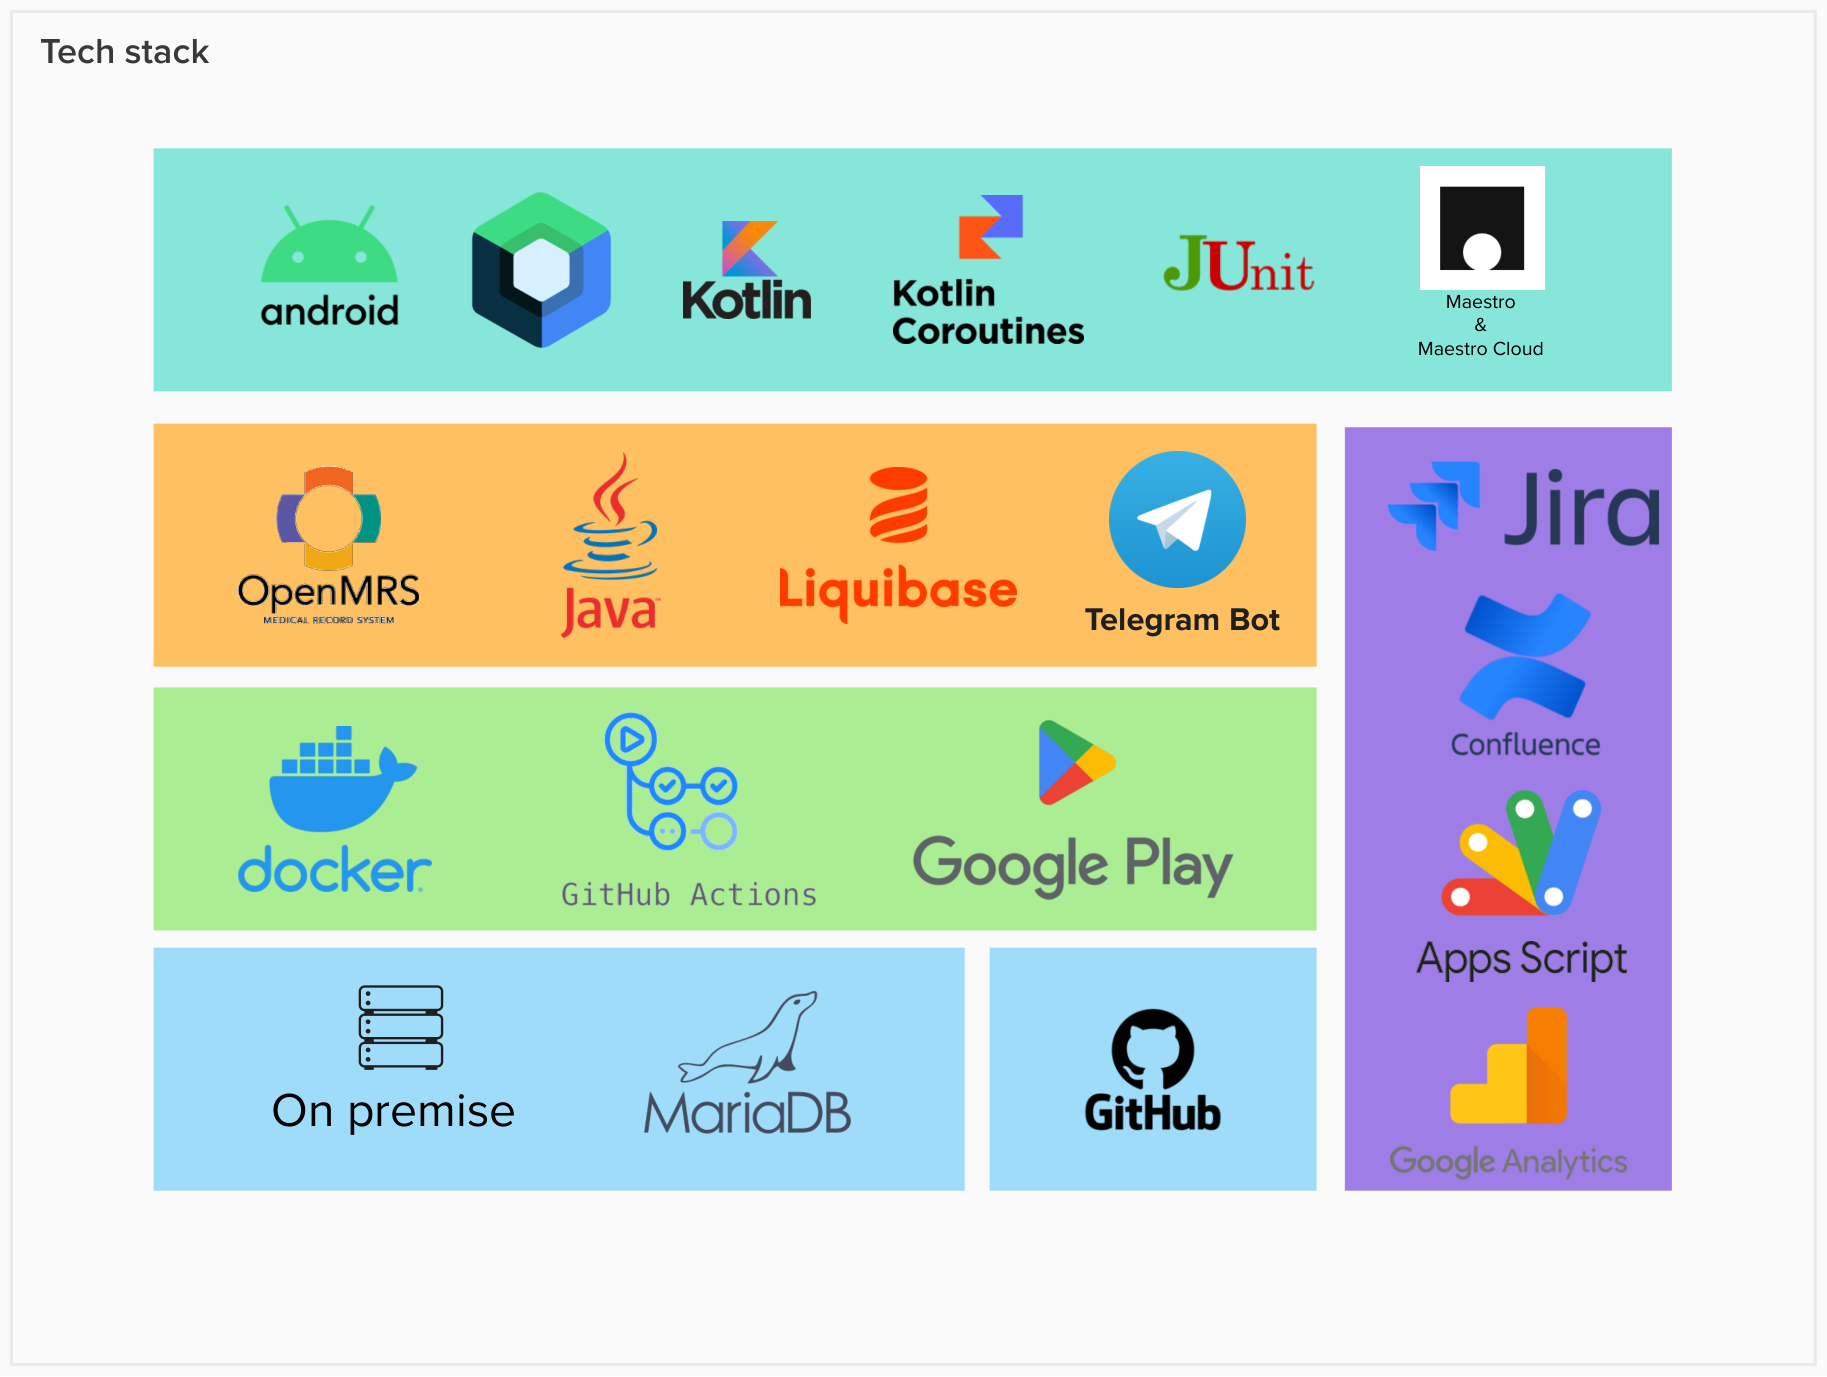 Tech stack
android
Kotlin
Kotlin
Coroutines
JUnit
Maestro
&
Maestro Cloud
OpenMRS
MEDICAL RECORD SYSTEM
Java™
Liquibase
Telegram Bot
Jira
Confluence
Apps Script
Google Analytics
docker
GitHub Actions
Google Play
On premise
MariaDB
GitHub